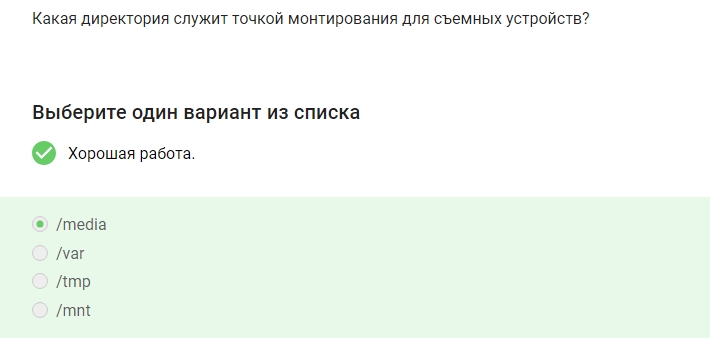 Какая директория служит точкой монтирования для съемных устройств?
Выберите один вариант из списка
Хорошая работа.
/media
/var
/tmp
/mnt